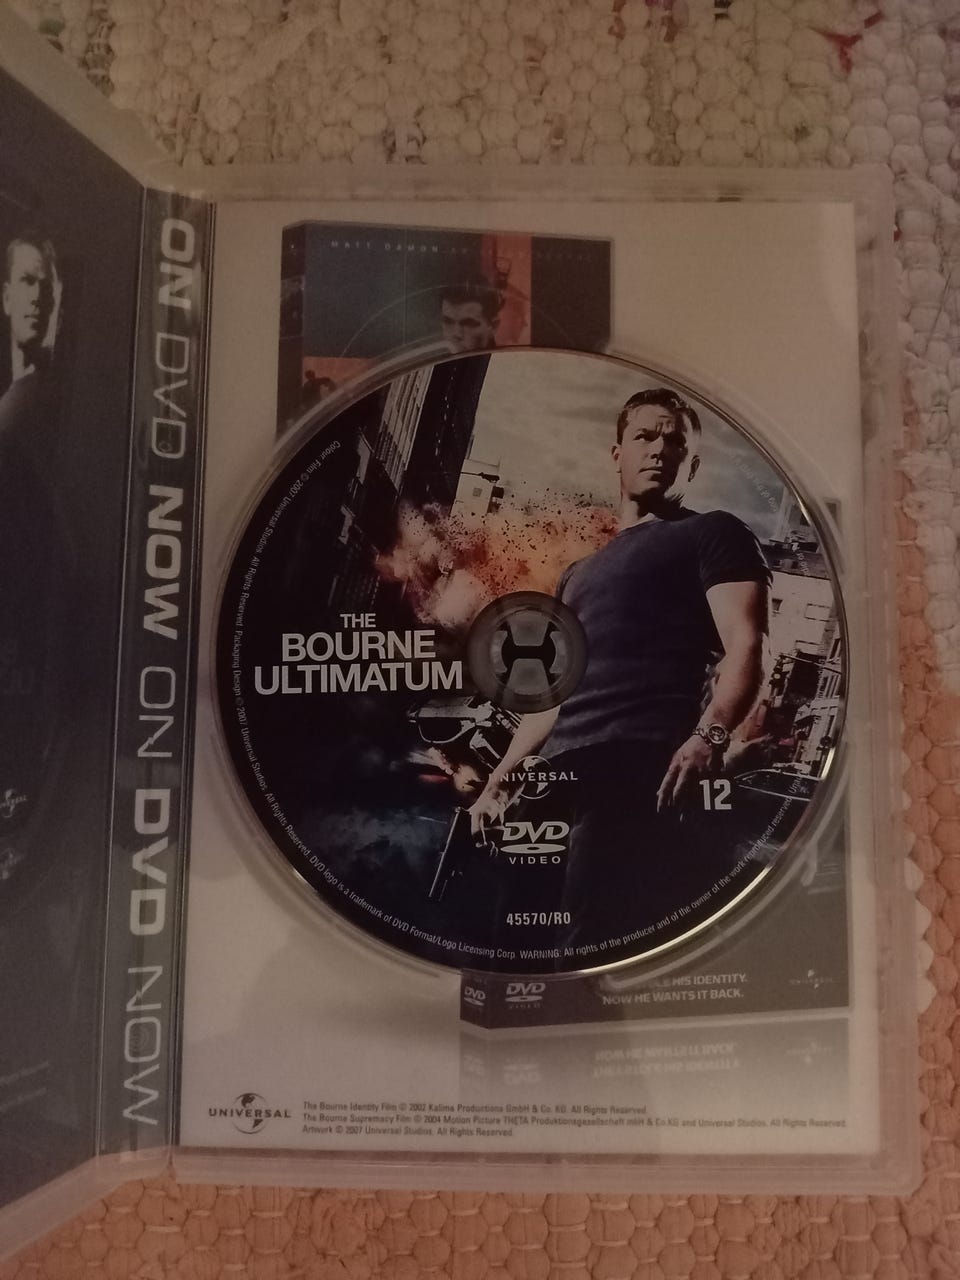 ON DVD NOW ON DVD NOW
MATT DAMON
THE
BOURNE
ULTIMATUM
UNIVERSAL
DVD
VIDEO
12
45570/R0
Colour Film © 2007 Universal Studios. All Rights Reserved. Packaging Design © 2007 Universal Studios. All Rights Reserved. DVD logo is a trademark of DVD Format/Logo Licensing Corp. WARNING: All rights of the producer and of the owner of the work reproduced reserved.
HIS IDENTITY.
NOW HE WANTS IT BACK.
DVD
DVD
VIDEO
UNIVERSAL
The Bourne Identity Film © 2002 Kalima Productions GmbH & Co. KG. All Rights Reserved.
The Bourne Supremacy Film © 2004 Motion Picture THETA Produktionsgesellschaft mbH & Co.KG and Universal Studios. All Rights Reserved.
Artwork © 2007 Universal Studios. All Rights Reserved.